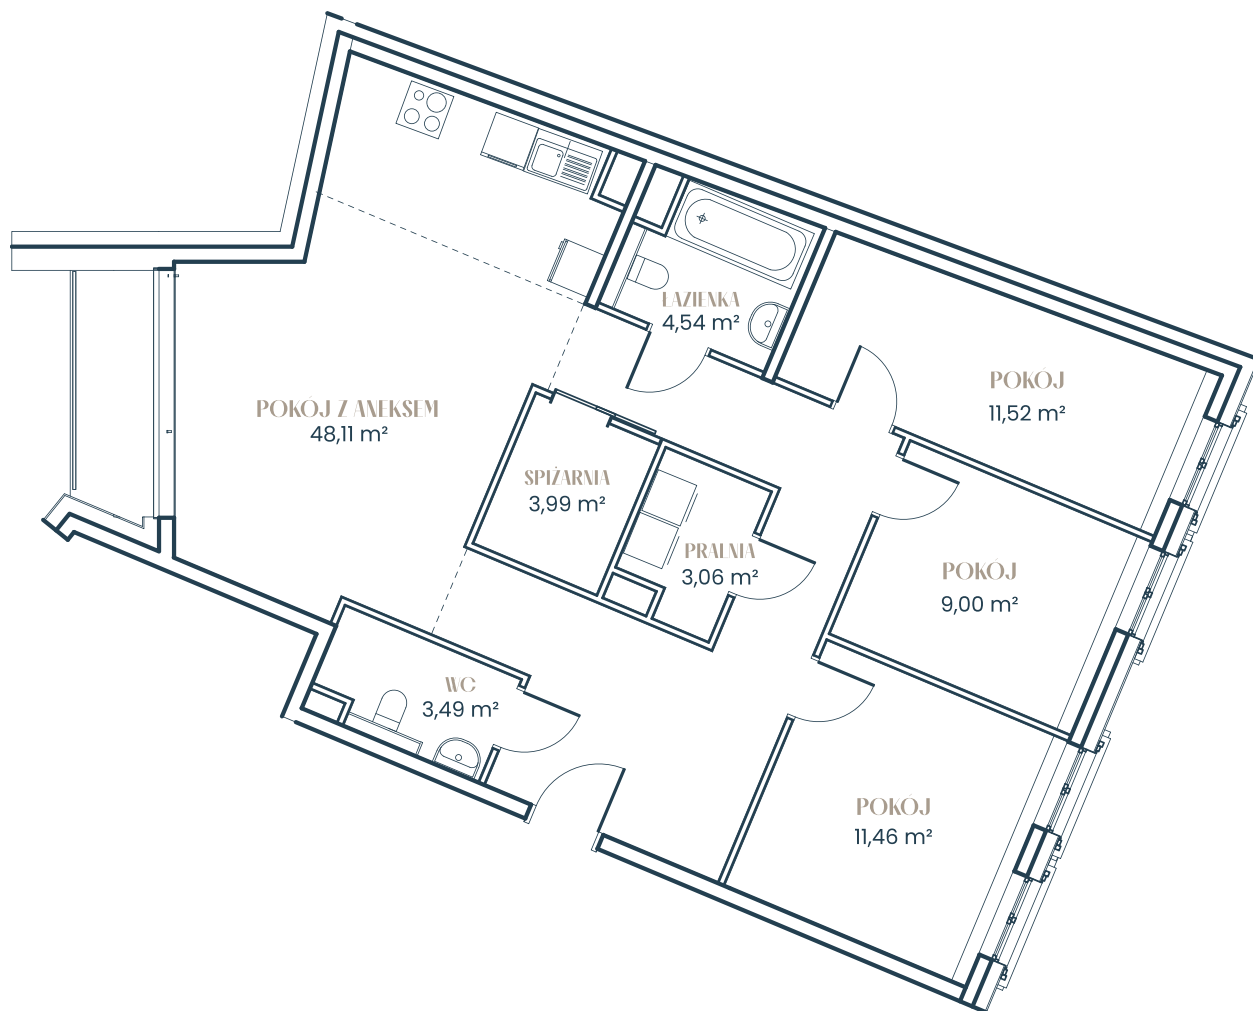 ŁAZIENKA
4,54 m²
POKÓJ
11,52 m²
POKÓJ Z ANEKSEM
48,11 m²
SPIŻARNIA
3,99 m²
PRALNIA
3,06 m²
POKÓJ
9,00 m²
WC
3,49 m²
POKÓJ
11,46 m²